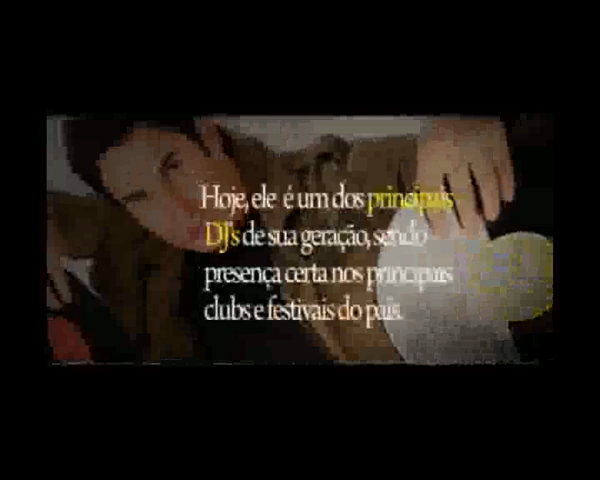 Hoje, ele é um dos principais
DJ's de sua geração, sendo
presença certa nos principais
clubs e festivais do país.